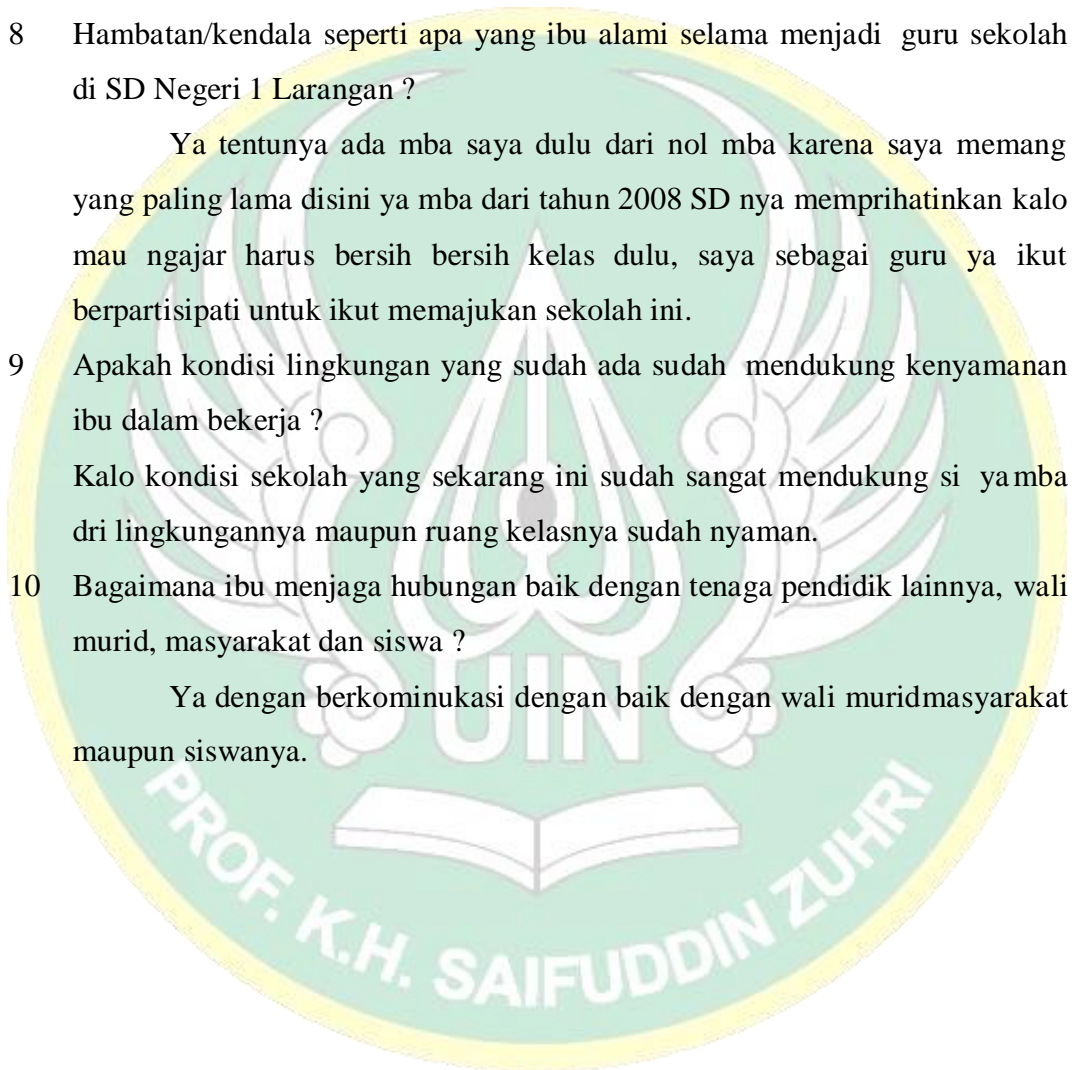 8 Hambatan/kendala seperti apa yang ibu alami selama menjadi guru sekolah
di SD Negeri 1 Larangan ?
Ya tentunya ada mba saya dulu dari nol mba karena saya memang
yang paling lama disini ya mba dari tahun 2008 SD nya memprihatinkan kalo
mau ngajar harus bersih bersih kelas dulu, saya sebagai guru ya ikut
berpartisipati untuk ikut memajukan sekolah ini.
9 Apakah kondisi lingkungan yang sudah ada sudah mendukung kenyamanan
ibu dalam bekerja ?
Kalo kondisi sekolah yang sekarang ini sudah sangat mendukung si ya mba
dri lingkungannya maupun ruang kelasnya sudah nyaman.
10 Bagaimana ibu menjaga hubungan baik dengan tenaga pendidik lainnya, wali
murid, masyarakat dan siswa ?
Ya dengan berkominukasi dengan baik dengan wali muridmasyarakat
maupun siswanya.
UIN
PROF. K.H. SAIFUDDIN ZUHRI